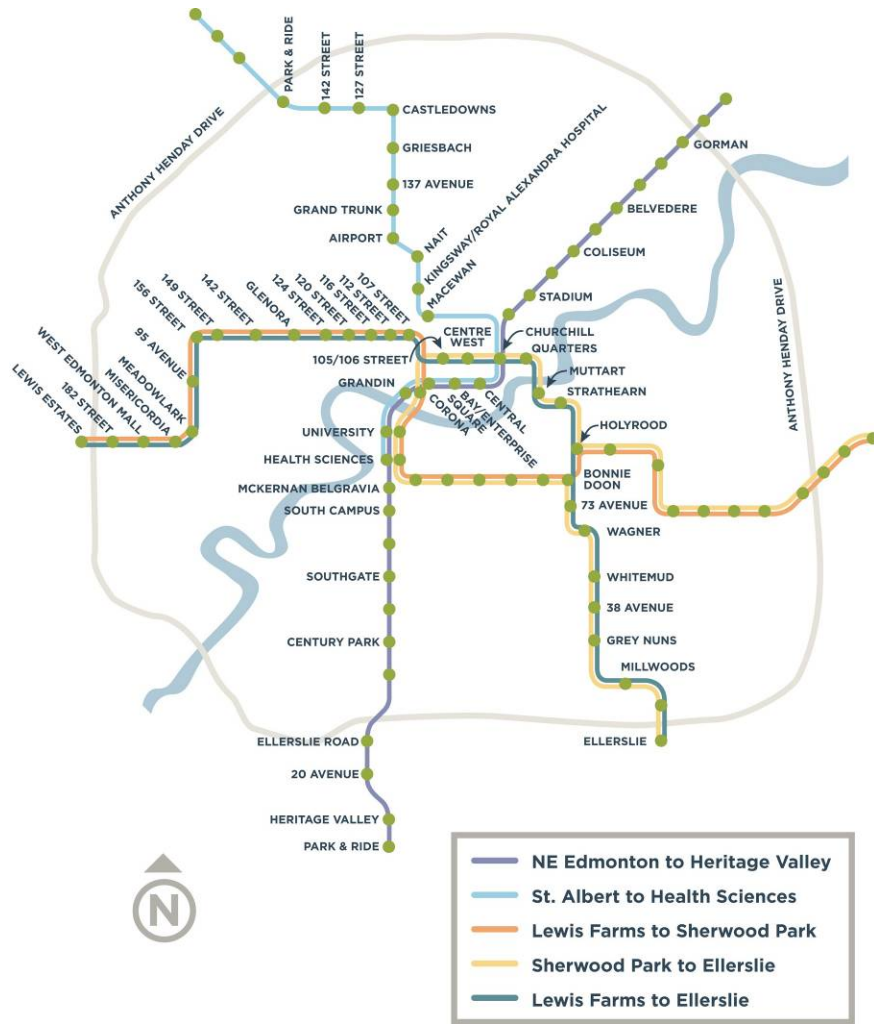 PARK & RIDE
142 STREET
127 STREET
CASTLEDOWNS
GRIESBACH
137 AVENUE
GRAND TRUNK
AIRPORT
NAIT
KINGSWAY/ROYAL ALEXANDRA HOSPITAL
MACEWAN
ANTHONY HENDAY DRIVE
GORMAN
BELVEDERE
COLISEUM
STADIUM
CHURCHILL
QUARTERS
MUTTART
STRATHEARN
HOLYROOD
ANTHONY HENDAY DRIVE
LEWIS ESTATES
182 STREET
WEST EDMONTON MALL
MISERICORDIA
MEADOWLARK
95 AVENUE
156 STREET
149 STREET
142 STREET
GLENORA
124 STREET
120 STREET
116 STREET
112 STREET
107 STREET
105/106 STREET
CENTRE
WEST
GRANDIN
CORONA
BAY/ENTERPRISE
SQUARE
CENTRAL
UNIVERSITY
HEALTH SCIENCES
MCKERNAN BELGRAVIA
SOUTH CAMPUS
SOUTHGATE
CENTURY PARK
ELLERSLIE ROAD
20 AVENUE
HERITAGE VALLEY
PARK & RIDE
BONNIE
DOON
73 AVENUE
WAGNER
WHITEMUD
38 AVENUE
GREY NUNS
MILLWOODS
ELLERSLIE
N
NE Edmonton to Heritage Valley
St. Albert to Health Sciences
Lewis Farms to Sherwood Park
Sherwood Park to Ellerslie
Lewis Farms to Ellerslie